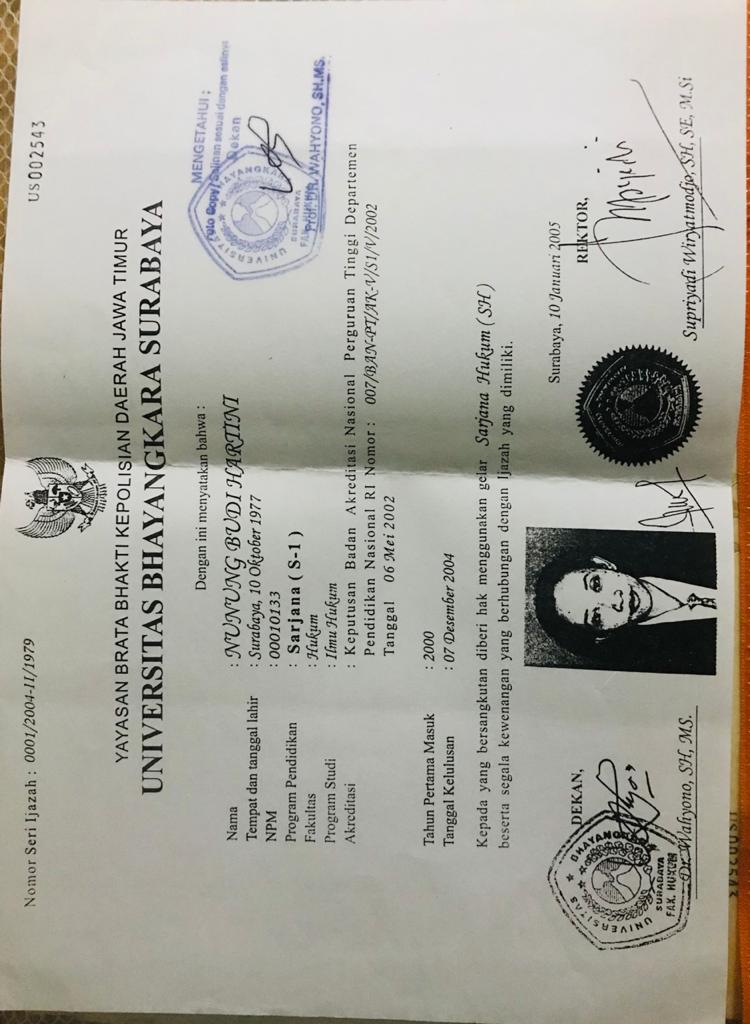 Nomor Seri Ijazah : 0001/2004-II/1979
US002543
YAYASAN BRATA BHAKTI KEPOLISIAN DAERAH JAWA TIMUR
UNIVERSITAS BHAYANGKARA SURABAYA
MENGETAHUI :
Foto Copy / Salinan sesuai dengan aslinya
Dekan
UNIVERSITAS BHAYANGKARA
SURABAYA
FAK. HUKUM
Prof. DR. WAHYONO, SH.MS.
Dengan ini menyatakan bahwa :
Nama : NUNUNG BUDI HARTINI
Tempat dan tanggal lahir : Surabaya, 10 Oktober 1977
NPM : 00010133
Program Pendidikan : Sarjana ( S-1 )
Fakultas : Hukum
Program Studi : Ilmu Hukum
Akreditasi : Keputusan Badan Akreditasi Nasional Perguruan Tinggi Departemen
Pendidikan Nasional RI Nomor : 007/BAN-PT/AK-V/S1/V/2002
Tanggal 06 Mei 2002
Tahun Pertama Masuk : 2000
Tanggal Kelulusan : 07 Desember 2004
Kepada yang bersangkutan diberi hak menggunakan gelar Sarjana Hukum ( SH )
beserta segala kewenangan yang berhubungan dengan Ijazah yang dimiliki.
Surabaya, 10 Januari 2005
DEKAN,
REKTOR,
UNIVERSITAS BHAYANGKARA
SURABAYA
FAK. HUKUM
Dr. Wahyono, SH, MS.
Supriyadi Wiryatmodjo, SH, SE, M.Si